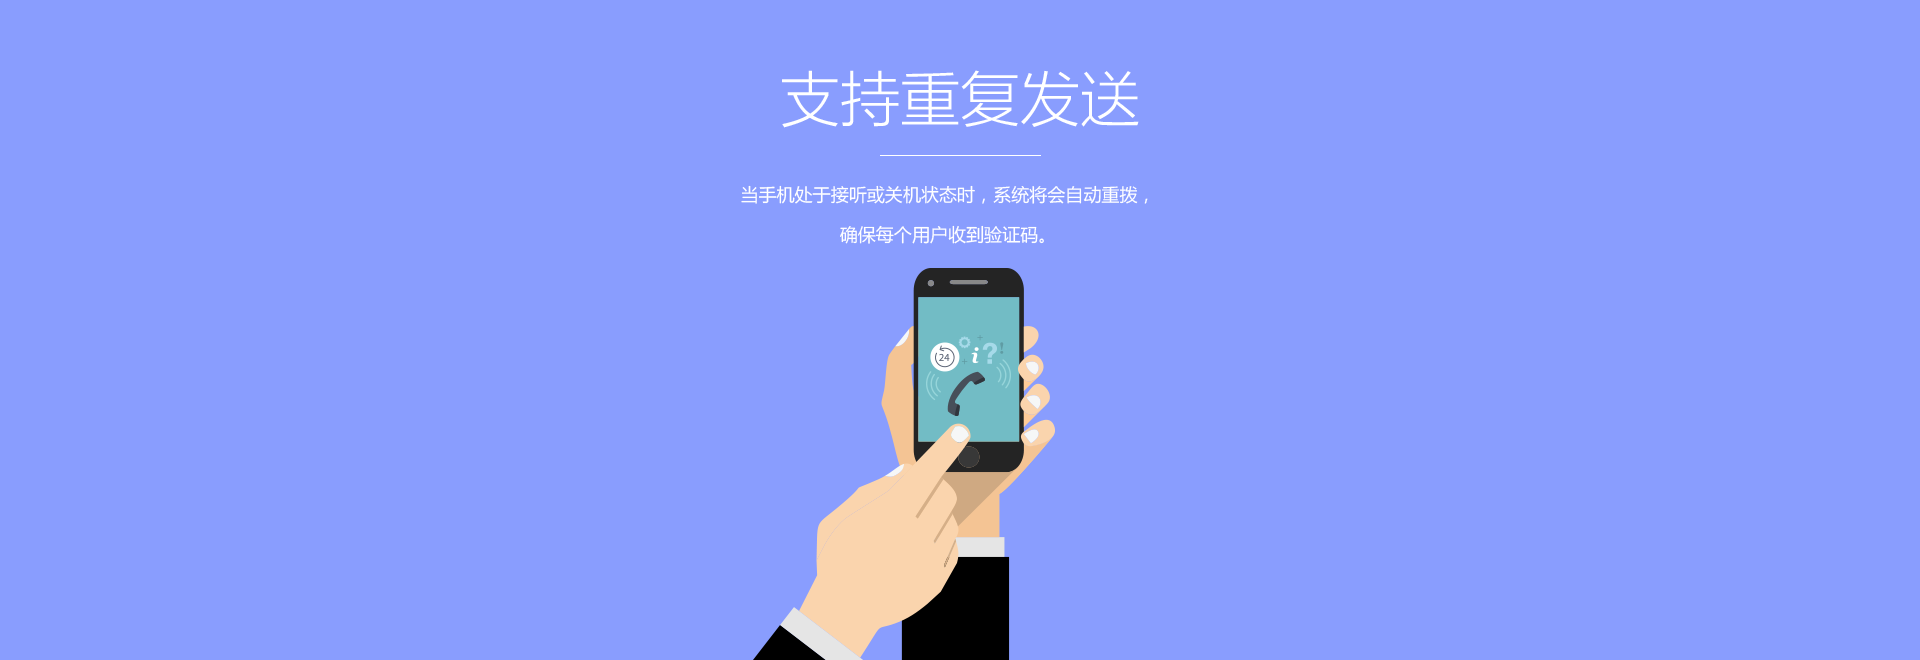 支持重复发送
当手机处于接听或关机状态时，系统将会自动重拨，
确保每个用户收到验证码。
24
i?!